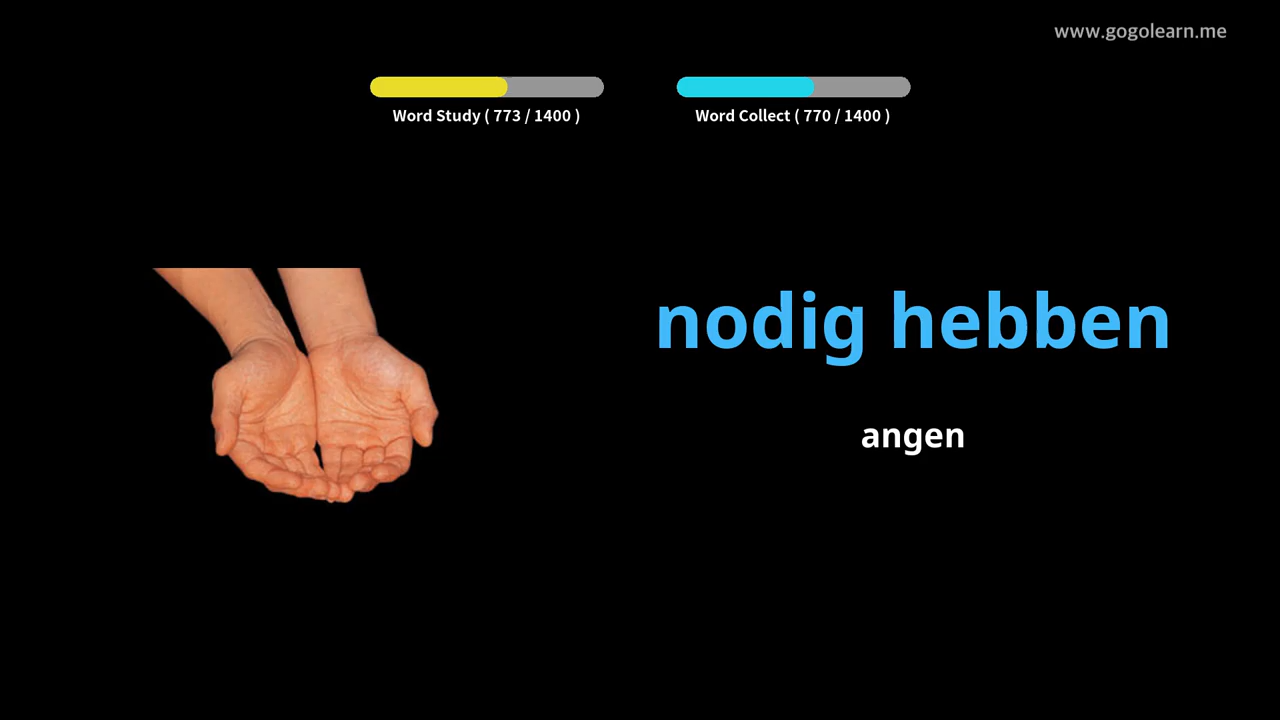 www.gogolearn.me
Word Study ( 773 / 1400 )
Word Collect ( 770 / 1400 )
nodig hebben
angen